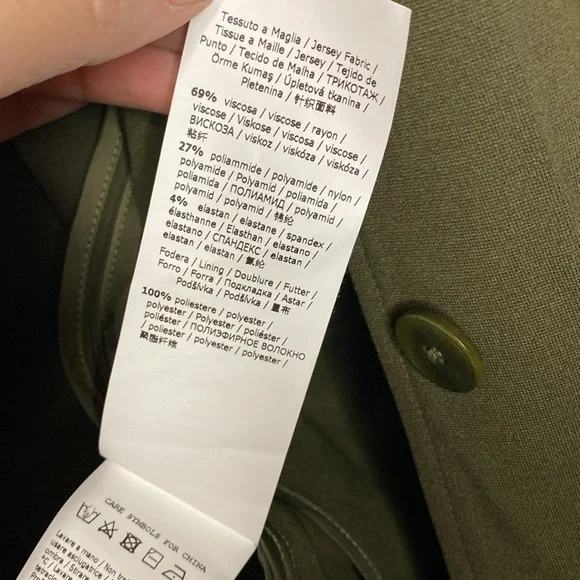 Tessuto a Maglia / Jersey Fabric /
Tissue a Maille / Jersey / Tejido de
Punto / Tecido de Malha / ТРИКОТАЖ /
Örme Kumaş / Úpletová tkanina /
Pletenina / 针织面料
69% viscosa / viscose / rayon /
viscose / Viskose / viscosa / viscose /
ВИСКОЗА / viskoz / viskóza / viskóza /
粘纤
27% poliammide / polyamide / nylon /
polyamide / Polyamid / poliamida /
poliamida / ПОЛИАМИД / polyamid /
polyamid / polyamid / 锦纶
4% elastan / elastane / spandex /
élasthanne / Elasthan / elastano /
elastano / СПАНДЕКС / elastan /
elastan / elastan / 氨纶
Fodera / Lining / Doublure / Futter /
Forro / Forra / Подкладка / Astar /
Podšívka / Podšívka / 里布
100% poliestere / polyester /
polyester / Polyester / poliéster /
poliéster / ПОЛИЭФИРНОЕ ВОЛОКНО
/ poliester / polyester / polyester /
聚酯纤维
CARE SYMBOLS FOR CHINA
Lavare a mano / Non